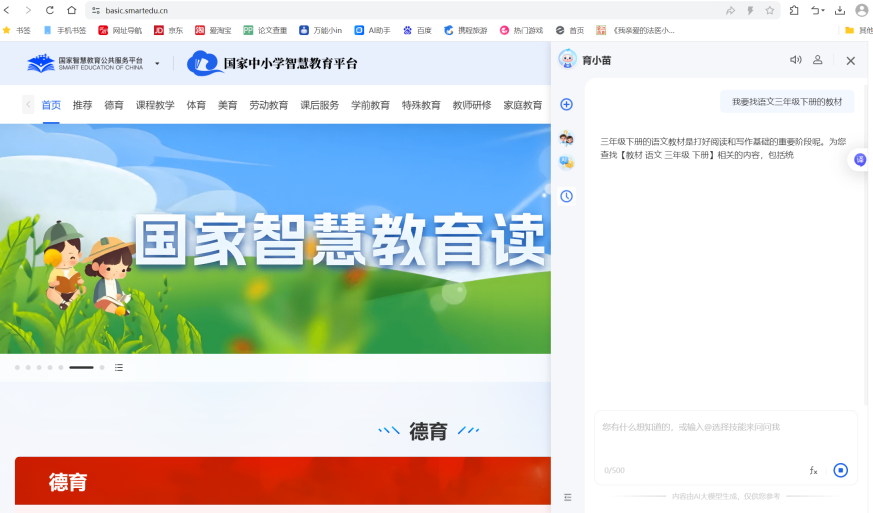 basic.smartedu.cn
书签 手机书签 网址导航 京东 爱淘宝 论文查重 万能小in AI助手 百度 携程旅游 热门游戏 首页 《我亲爱的法医小... 其他
国家智慧教育公共服务平台
SMART EDUCATION OF CHINA
国家中小学智慧教育平台
首页 推荐 德育 课程教学 体育 美育 劳动教育 课后服务 学前教育 特殊教育 教师研修 家庭教育
国家智慧教育读
德育
德育
育小苗
我要找语文三年级下册的教材
三年级下册的语文教材是打好阅读和写作基础的重要阶段呢。为您
查找【教材 语文 三年级 下册】相关的内容，包括统
译
您有什么想知道的，或输入@选择技能来问问我
0/500
fx
内容由AI大模型生成，仅供参考